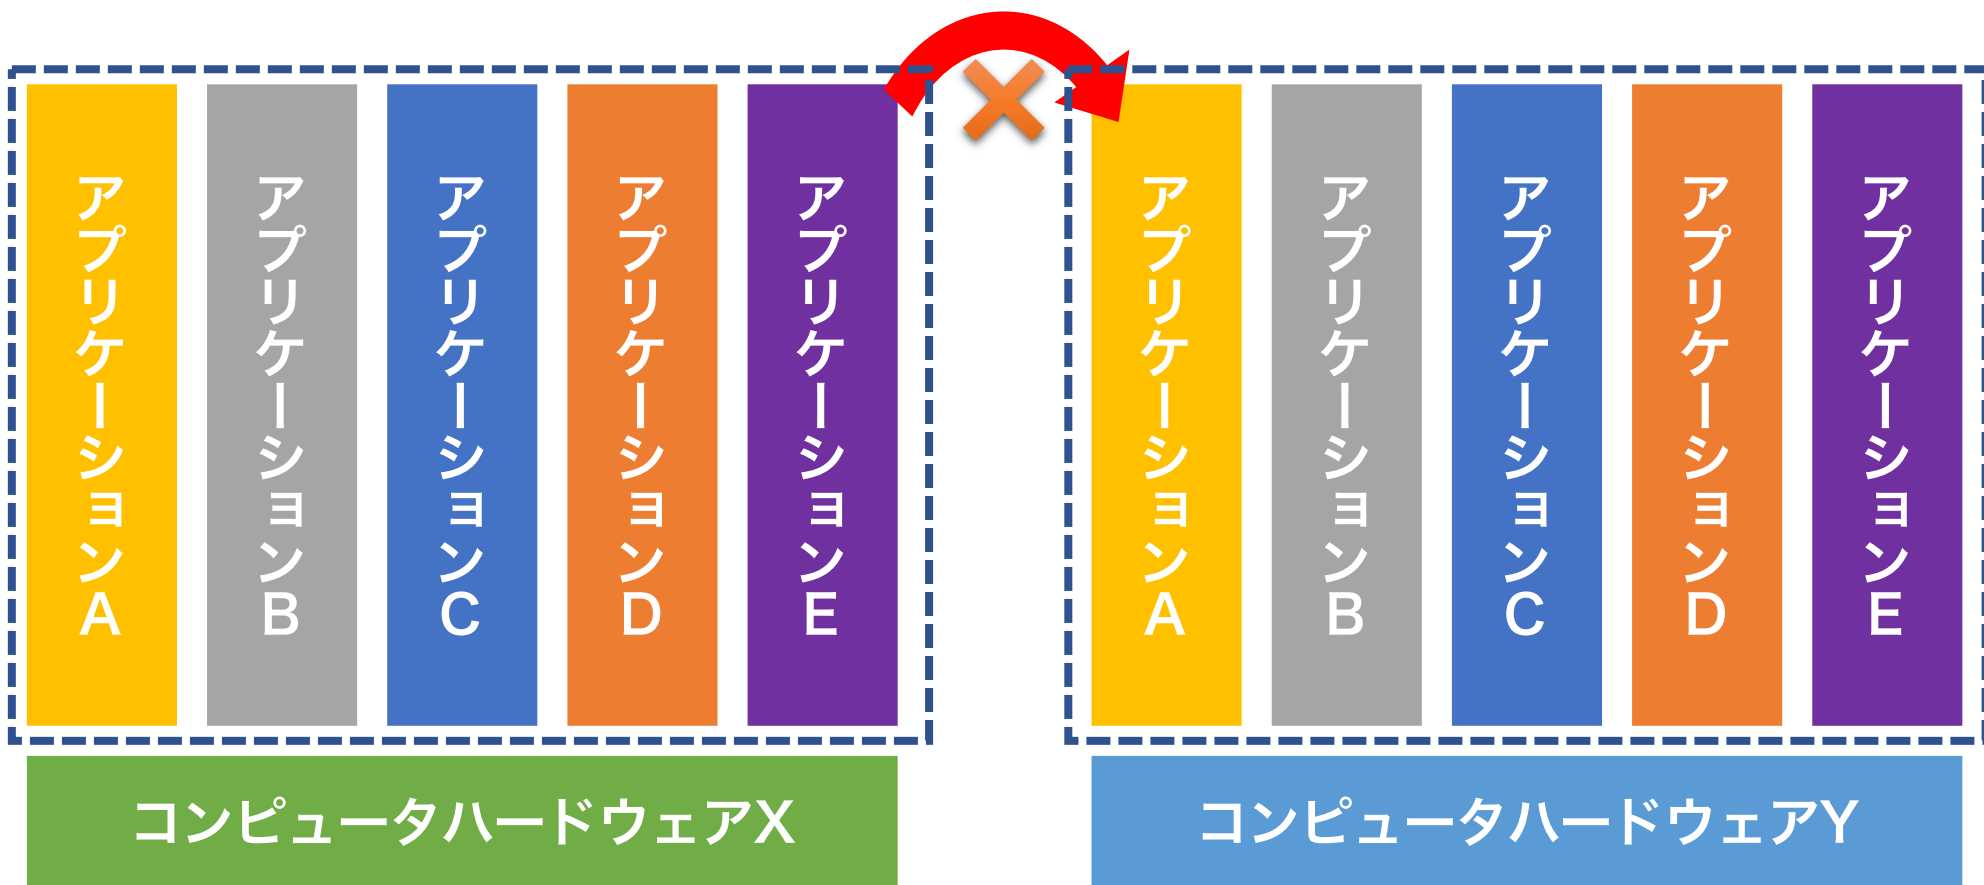 アプリケーションA
アプリケーションB
アプリケーションC
アプリケーションD
アプリケーションE
コンピュータハードウェアX
アプリケーションA
アプリケーションB
アプリケーションC
アプリケーションD
アプリケーションE
コンピュータハードウェアY